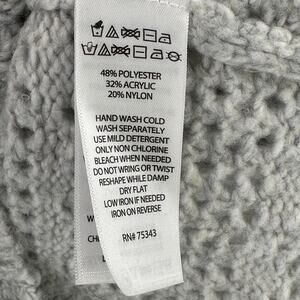 48% POLYESTER
32% ACRYLIC
20% NYLON
HAND WASH COLD
WASH SEPARATELY
USE MILD DETERGENT
ONLY NON CHLORINE
BLEACH WHEN NEEDED
DO NOT WRING OR TWIST
RESHAPE WHILE DAMP
DRY FLAT
LOW IRON IF NEEDED
IRON ON REVERSE
RN# 75343